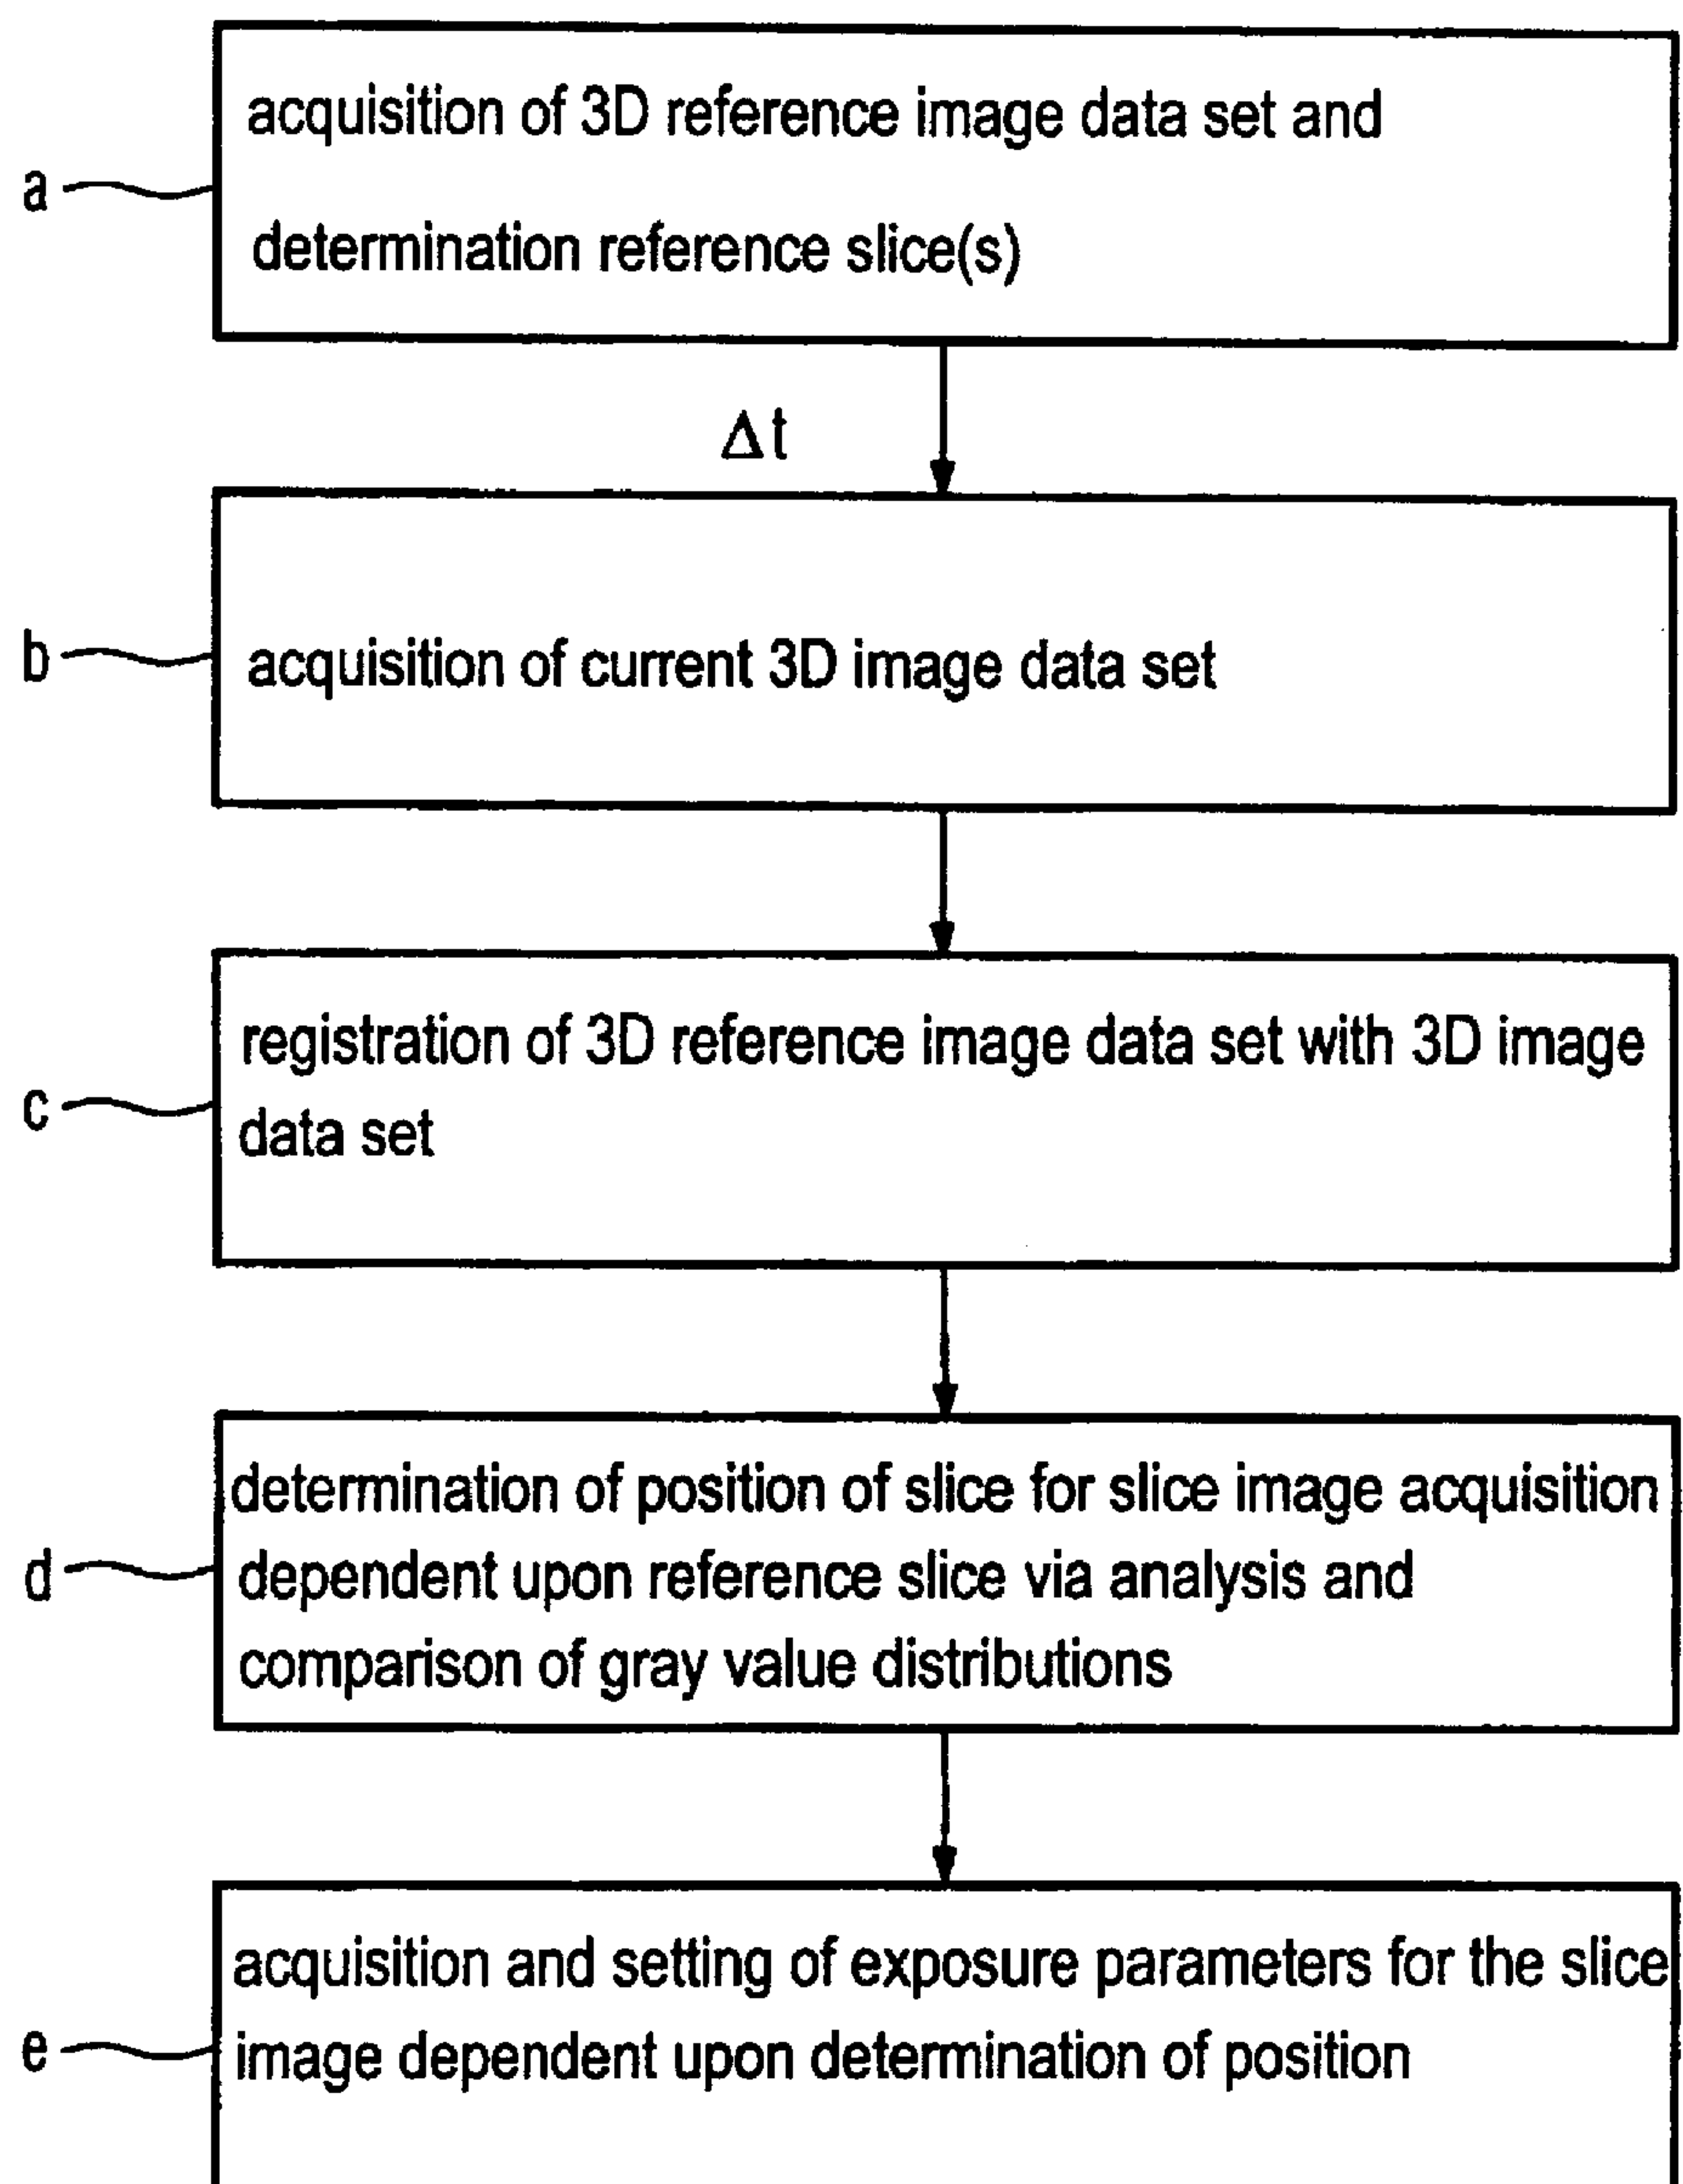 acquisition of 3D reference image data set and
a
determination reference slice(s)
Δt
b
acquisition of current 3D image data set
registration of 3D reference image data set with 3D image
c
data set
determination of position of slice for slice image acquisition
d
dependent upon reference slice via analysis and
comparison of gray value distributions
acquisition and setting of exposure parameters for the slice
e
image dependent upon determination of position